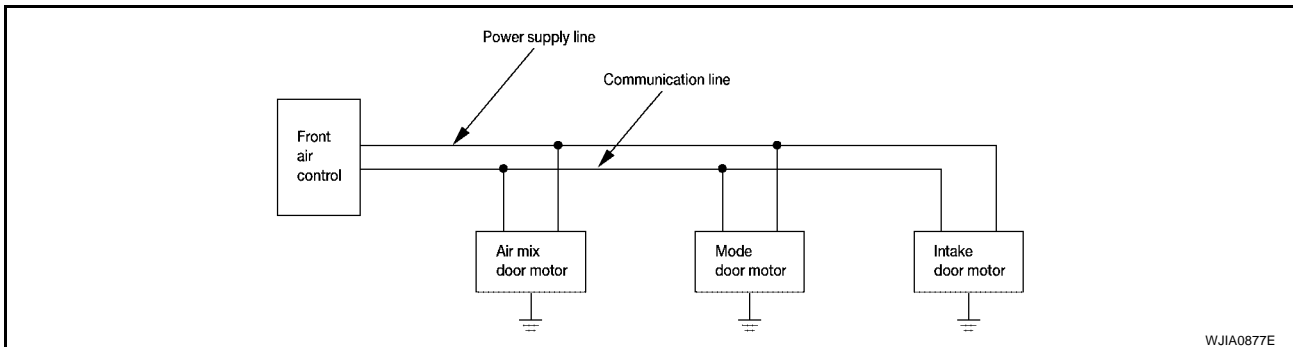 Power supply line
Communication line
Front
air
control
Air mix
door motor
Mode
door motor
Intake
door motor
WJIA0877E